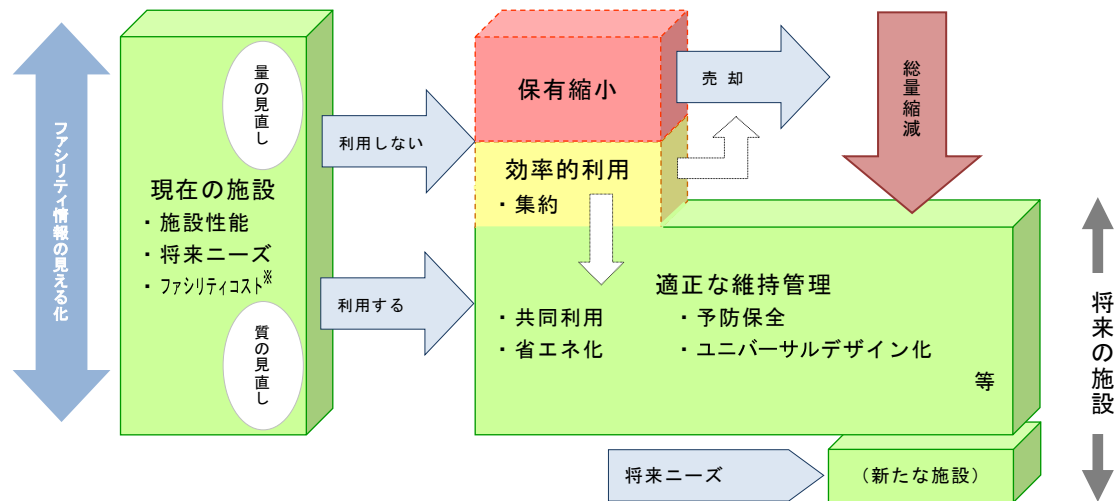 ファシリティ情報の見える化
量の見直し
現在の施設
・施設性能
・将来ニーズ
・ファシリティコスト※
質の見直し
利用しない
利用する
保有縮小
効率的利用
・集約
売却
総量縮減
適正な維持管理
・共同利用
・予防保全
・省エネ化
・ユニバーサルデザイン化
等
将来の施設
将来ニーズ
（新たな施設）